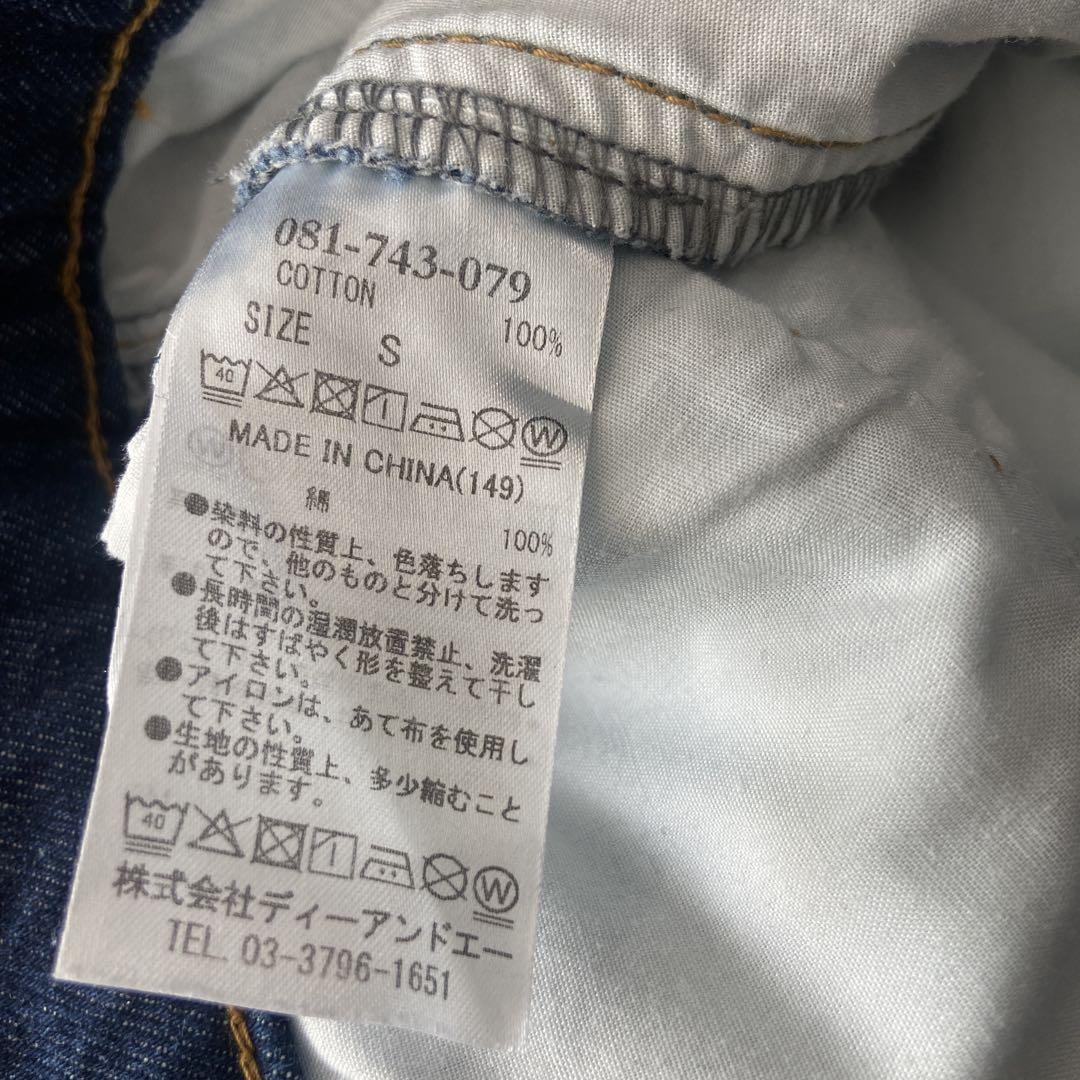 081-743-079
COTTON 100%
SIZE S
40
MADE IN CHINA(149)
綿 100%
●染料の性質上、色落ちします
ので、他のものと分けて洗っ
て下さい。
●長時間の湿潤放置禁止、洗濯
後はすばやく形を整えて干し
て下さい。
●アイロンは、あて布を使用し
て下さい。
●生地の性質上、多少縮むこと
があります。
40
株式会社ディーアンドエー
TEL. 03-3796-1651